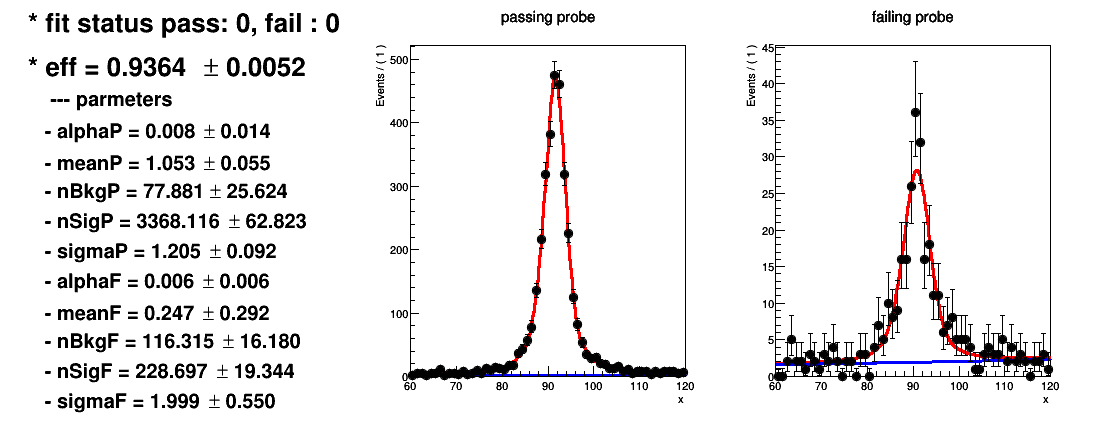 * fit status pass: 0, fail : 0
* eff = 0.9364 ± 0.0052
--- parmeters
- alphaP = 0.008 ± 0.014
- meanP = 1.053 ± 0.055
- nBkgP = 77.881 ± 25.624
- nSigP = 3368.116 ± 62.823
- sigmaP = 1.205 ± 0.092
- alphaF = 0.006 ± 0.006
- meanF = 0.247 ± 0.292
- nBkgF = 116.315 ± 16.180
- nSigF = 228.697 ± 19.344
- sigmaF = 1.999 ± 0.550
passing probe
Events / ( 1 )
500
400
300
200
100
0
60 70 80 90 100 110 120
x
failing probe
Events / ( 1 )
45
40
35
30
25
20
15
10
5
0
60 70 80 90 100 110 120
x